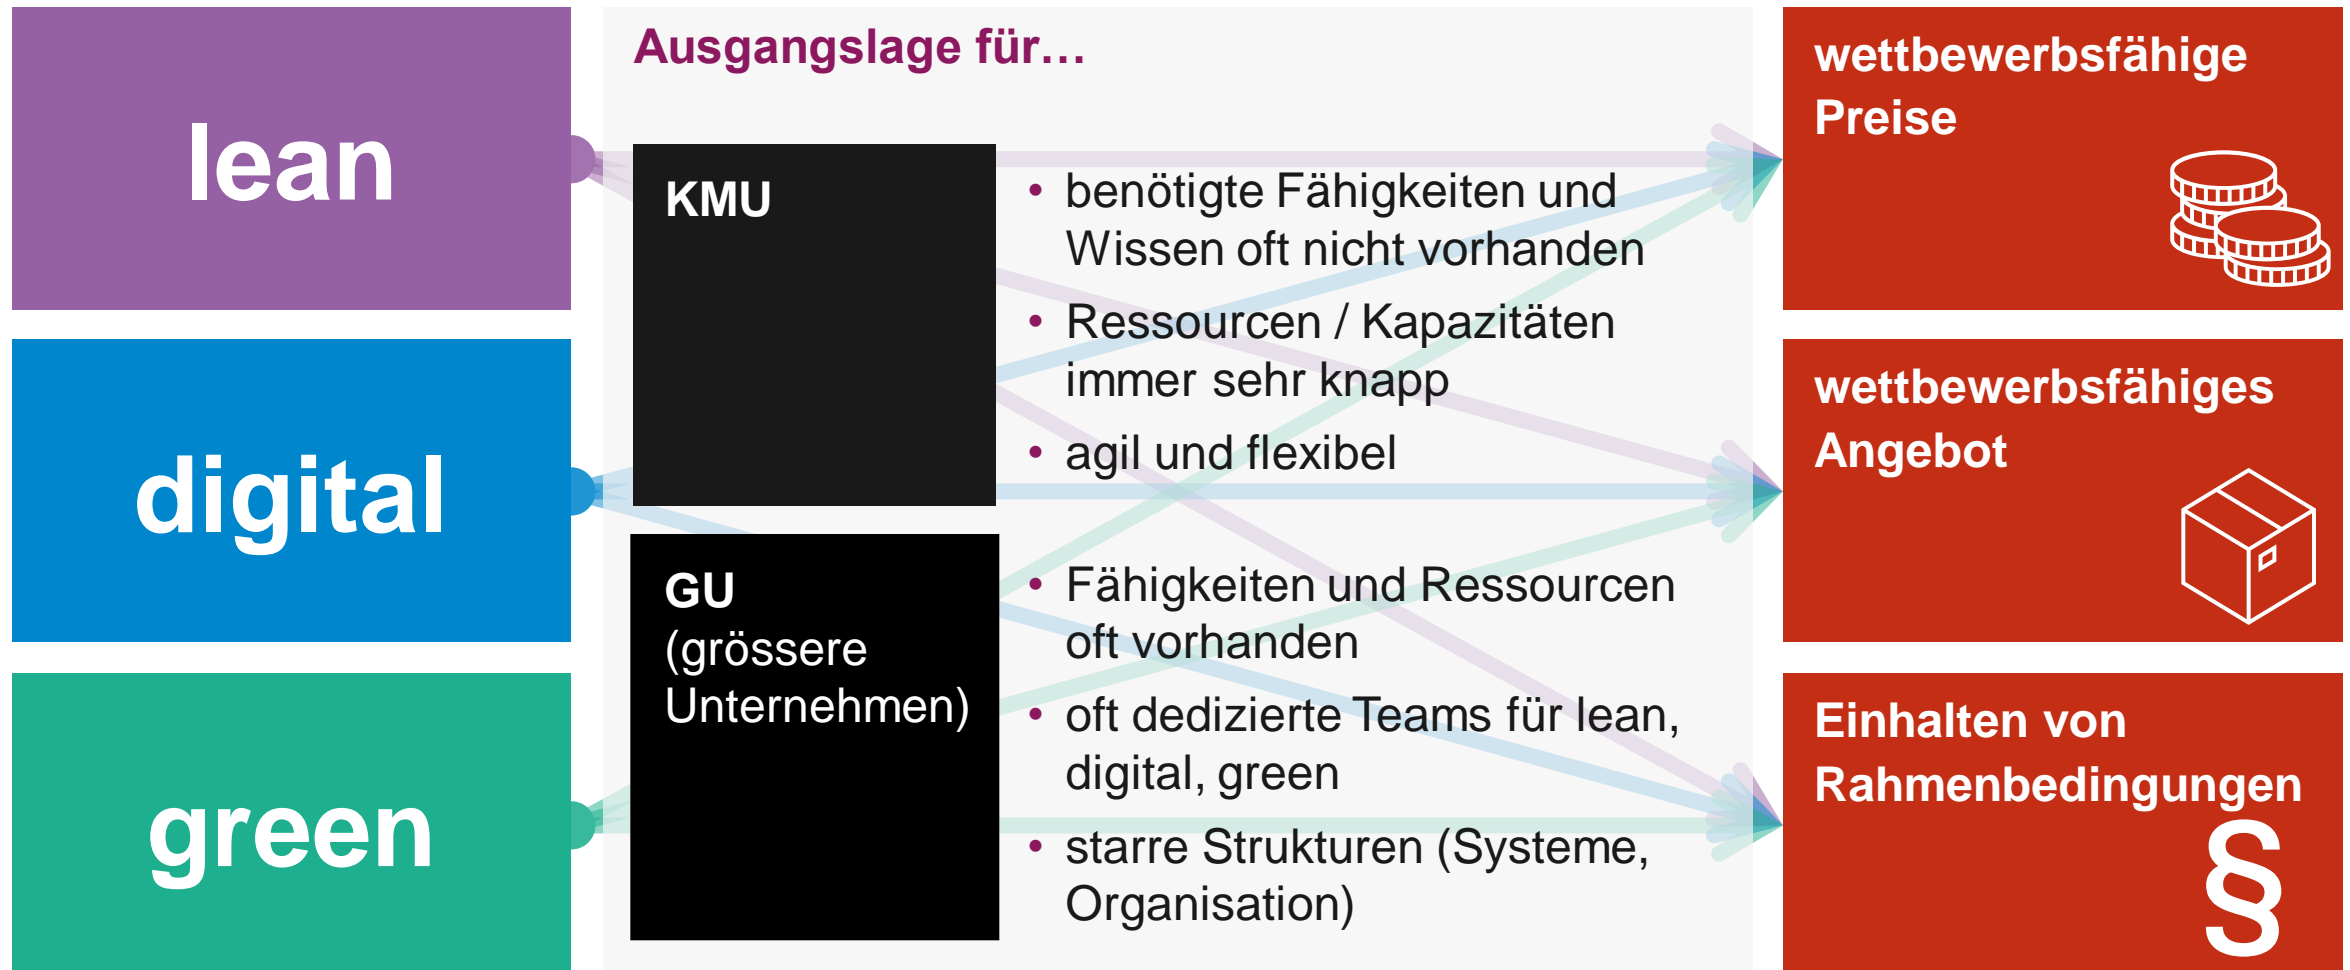 lean
digital
green
Ausgangslage für…
KMU
• benötigte Fähigkeiten und
Wissen oft nicht vorhanden
• Ressourcen / Kapazitäten
immer sehr knapp
• agil und flexibel
GU
(grössere
Unternehmen)
• Fähigkeiten und Ressourcen
oft vorhanden
• oft dedizierte Teams für lean,
digital, green
• starre Strukturen (Systeme,
Organisation)
wettbewerbsfähige
Preise
wettbewerbsfähiges
Angebot
Einhalten von
Rahmenbedingungen
§